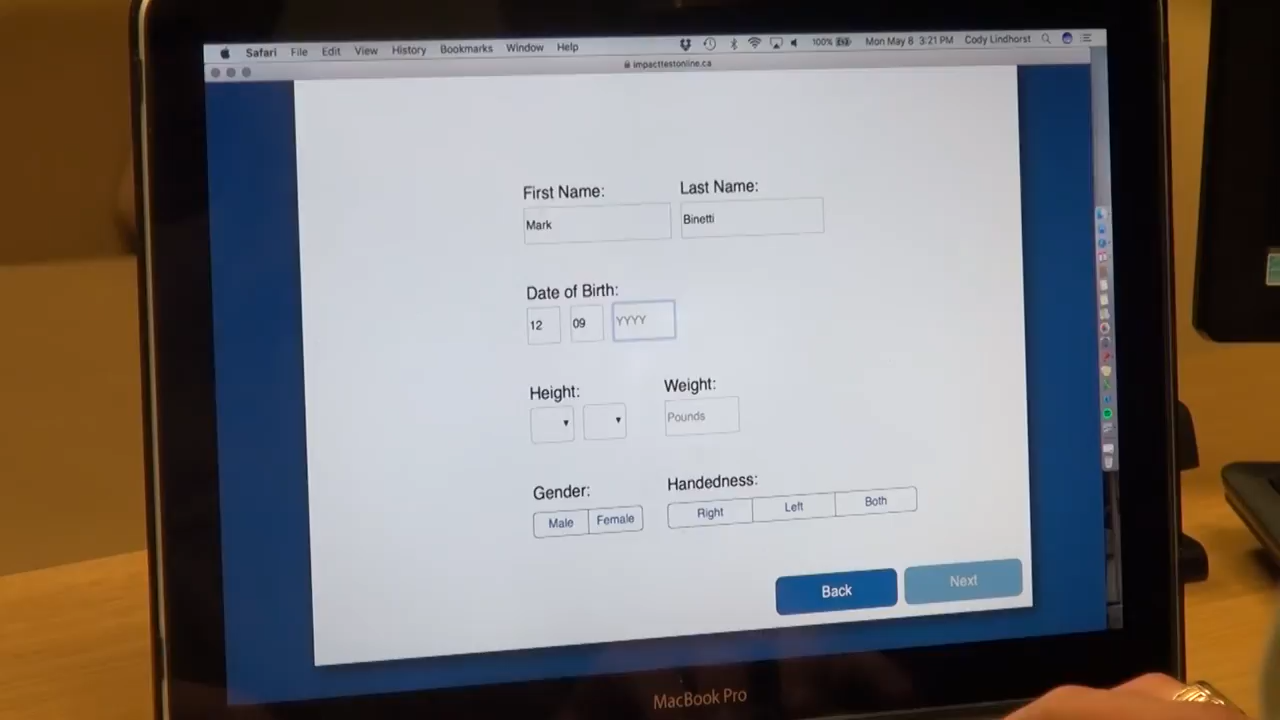 Safari File Edit View History Bookmarks Window Help 100% Mon May 8 3:21 PM Cody Lindhorst
impacttestonline.ca
First Name: Last Name:
Mark Binetti
Date of Birth:
12 09 YYYY
Height: Weight:
Pounds
Gender: Handedness:
Male Female Right Left Both
Back Next
MacBook Pro